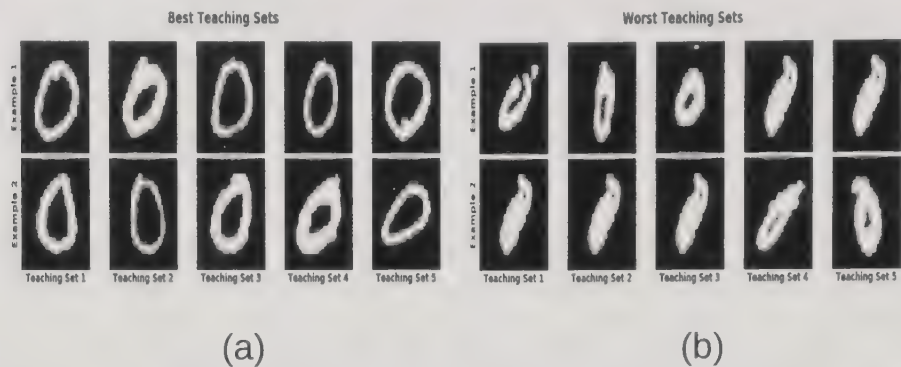 Best Teaching Sets
Example 1
Example 2
Teaching Set 1 Teaching Set 2 Teaching Set 3 Teaching Set 4 Teaching Set 5
(a)
Worst Teaching Sets
Example 1
Example 2
Teaching Set 1 Teaching Set 2 Teaching Set 3 Teaching Set 4 Teaching Set 5
(b)